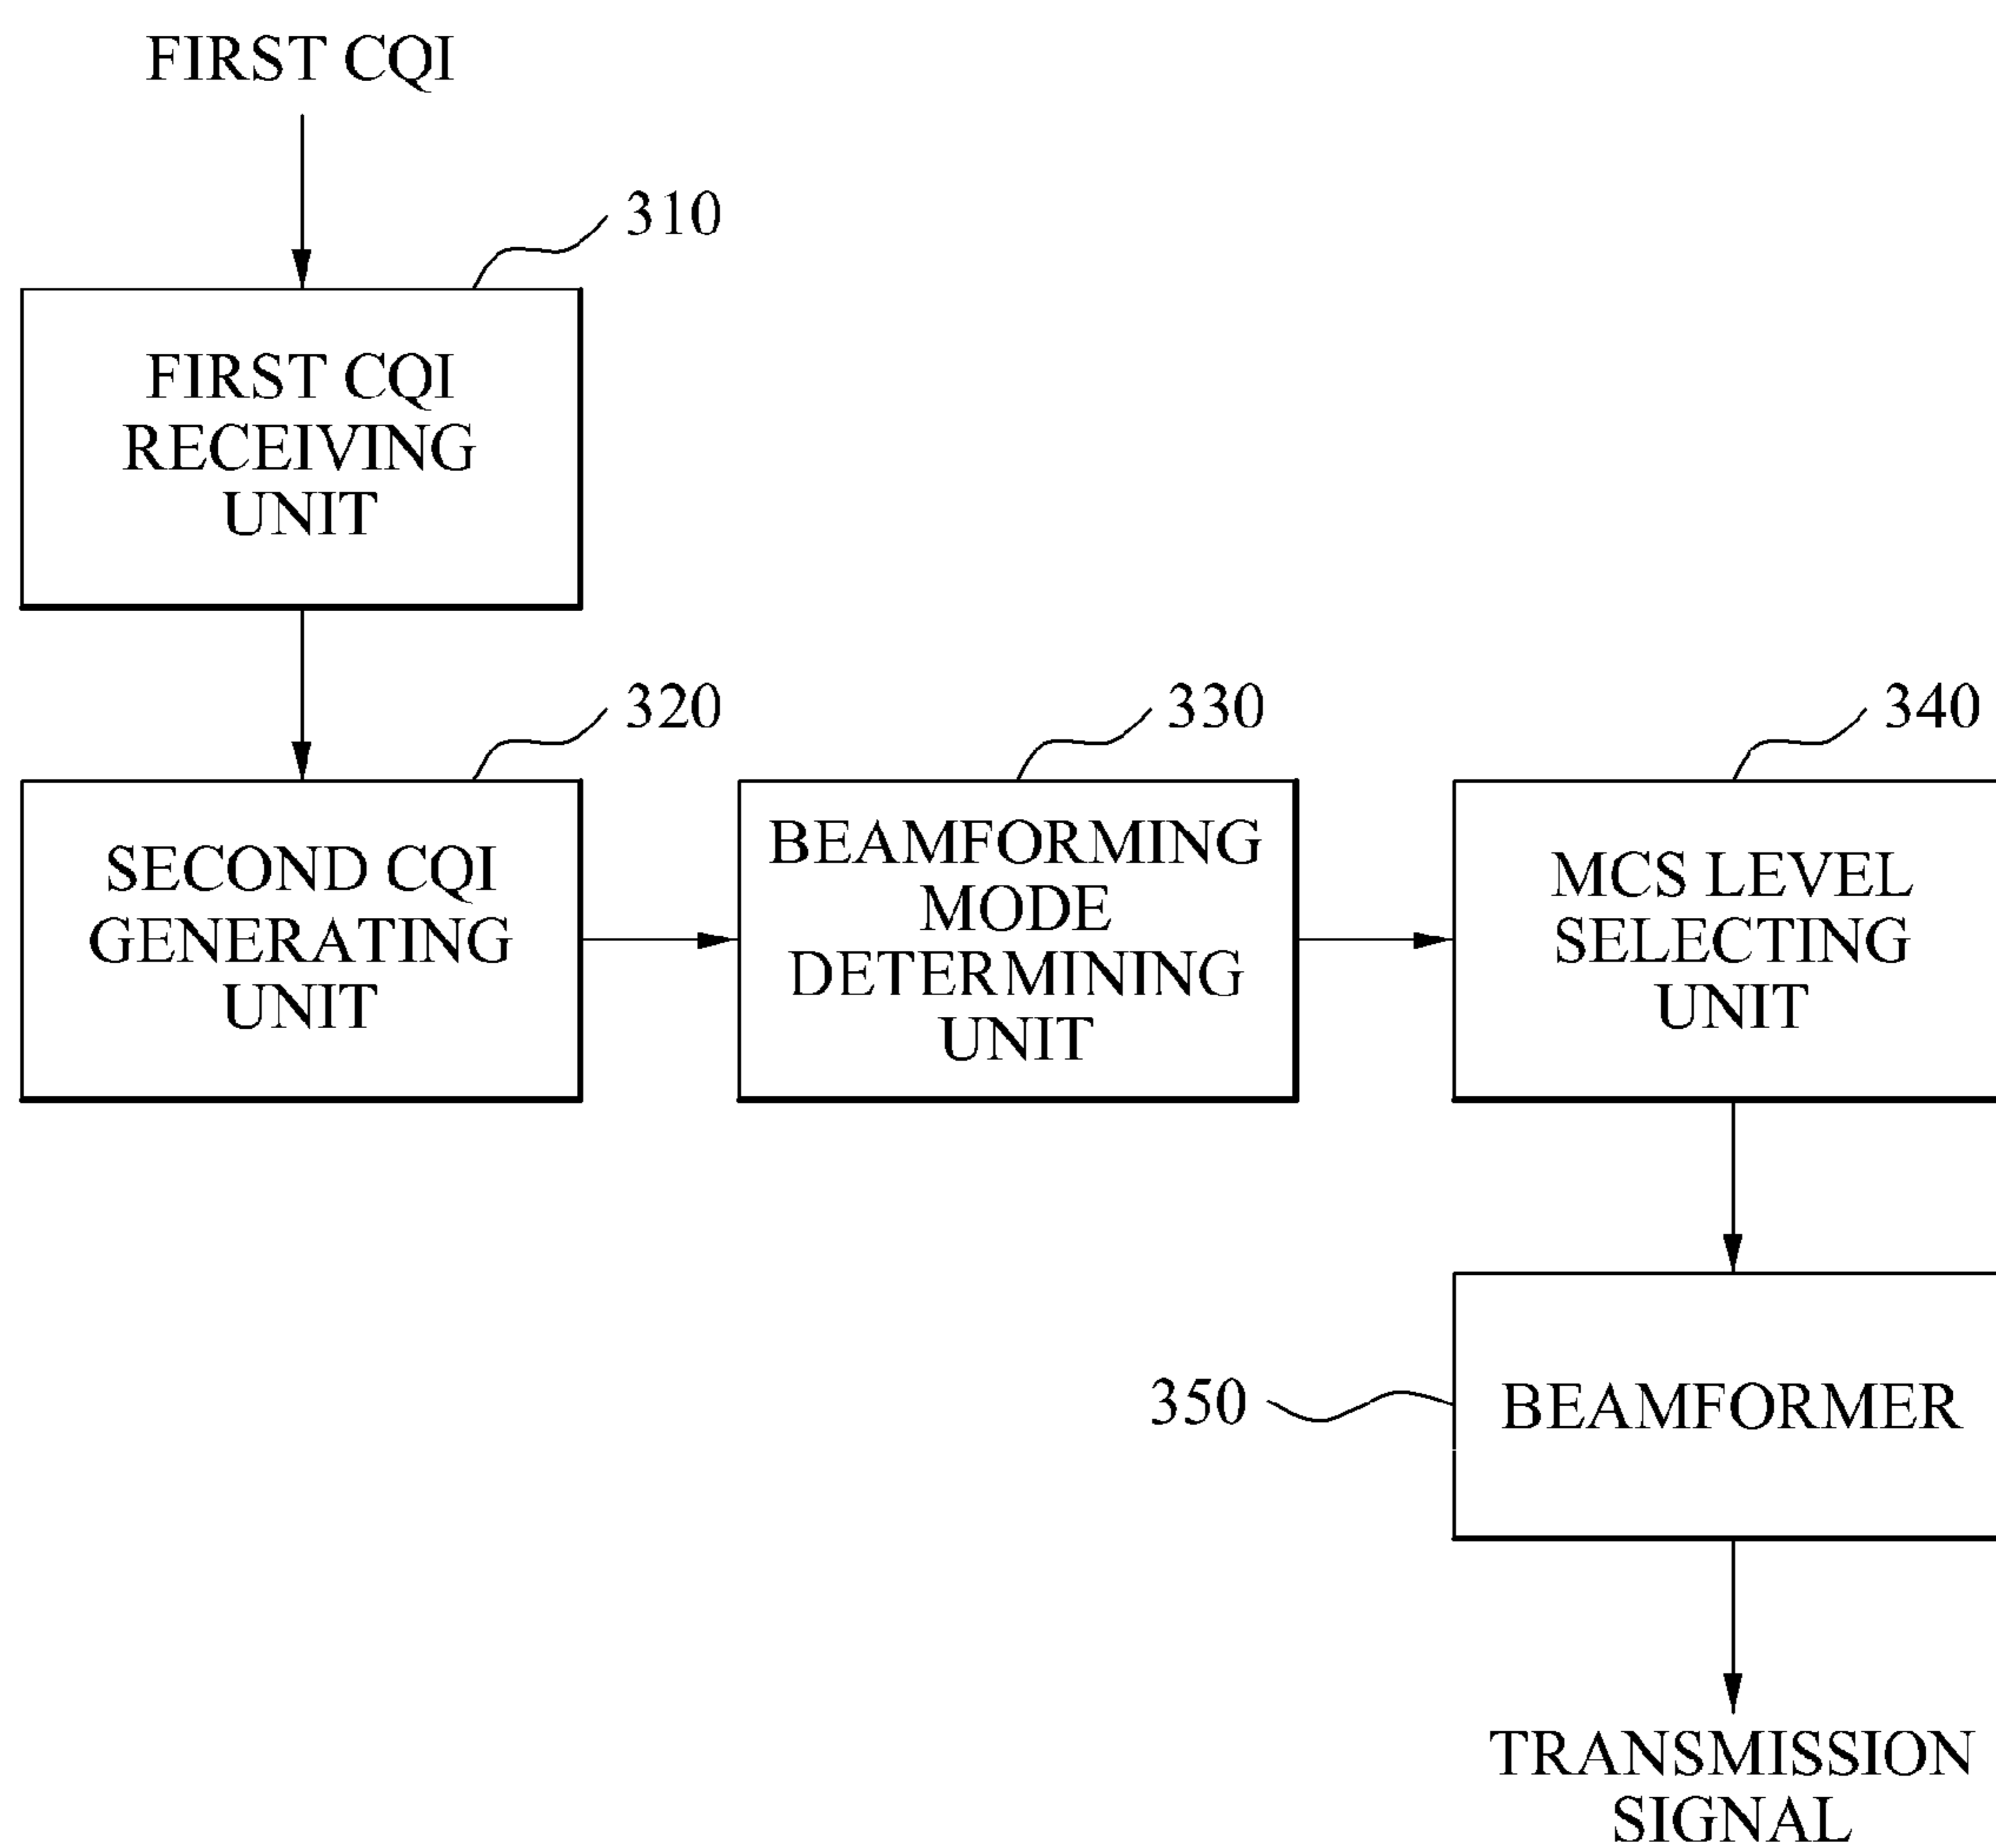 FIRST CQI
310
FIRST CQI
RECEIVING
UNIT
320
SECOND CQI
GENERATING
UNIT
330
BEAMFORMING
MODE
DETERMINING
UNIT
340
MCS LEVEL
SELECTING
UNIT
350
BEAMFORMER
TRANSMISSION
SIGNAL